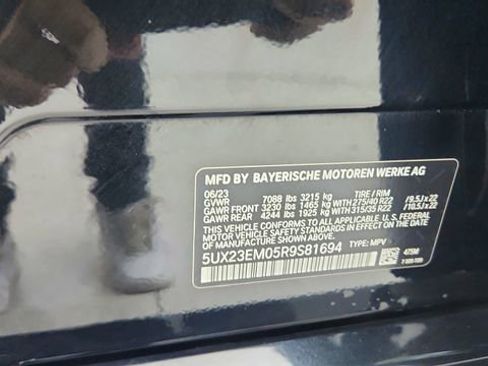 MFD BY BAYERISCHE MOTOREN WERKE AG
06/23
GVWR 7088 lbs 3215 kg TIRE / RIM
GAWR FRONT 3230 lbs 1465 kg WITH 275/40 R22 /9.5J x 22
GAWR REAR 4244 lbs 1925 kg WITH 315/35 R22 /10.5J x 22
THIS VEHICLE CONFORMS TO ALL APPLICABLE U.S. FEDERAL
MOTOR VEHICLE SAFETY STANDARDS IN EFFECT ON THE DATE
OF MANUFACTURE SHOWN ABOVE.
5UX23EM05R9S81694 TYPE: MPV